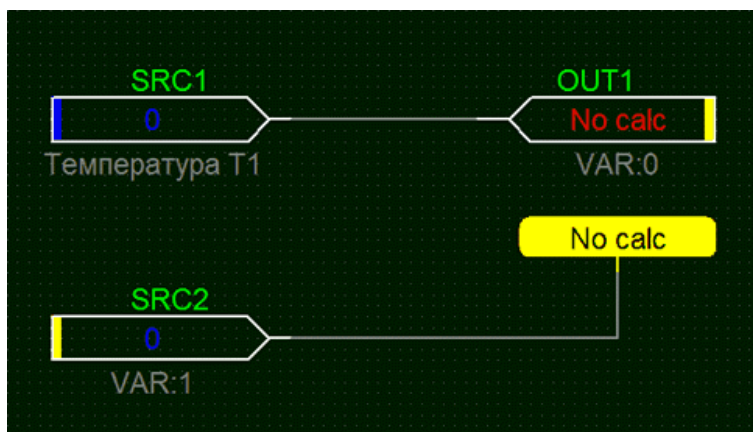 SRC1
OUT1
0
No calc
Температура T1
VAR:0
No calc
SRC2
0
VAR:1